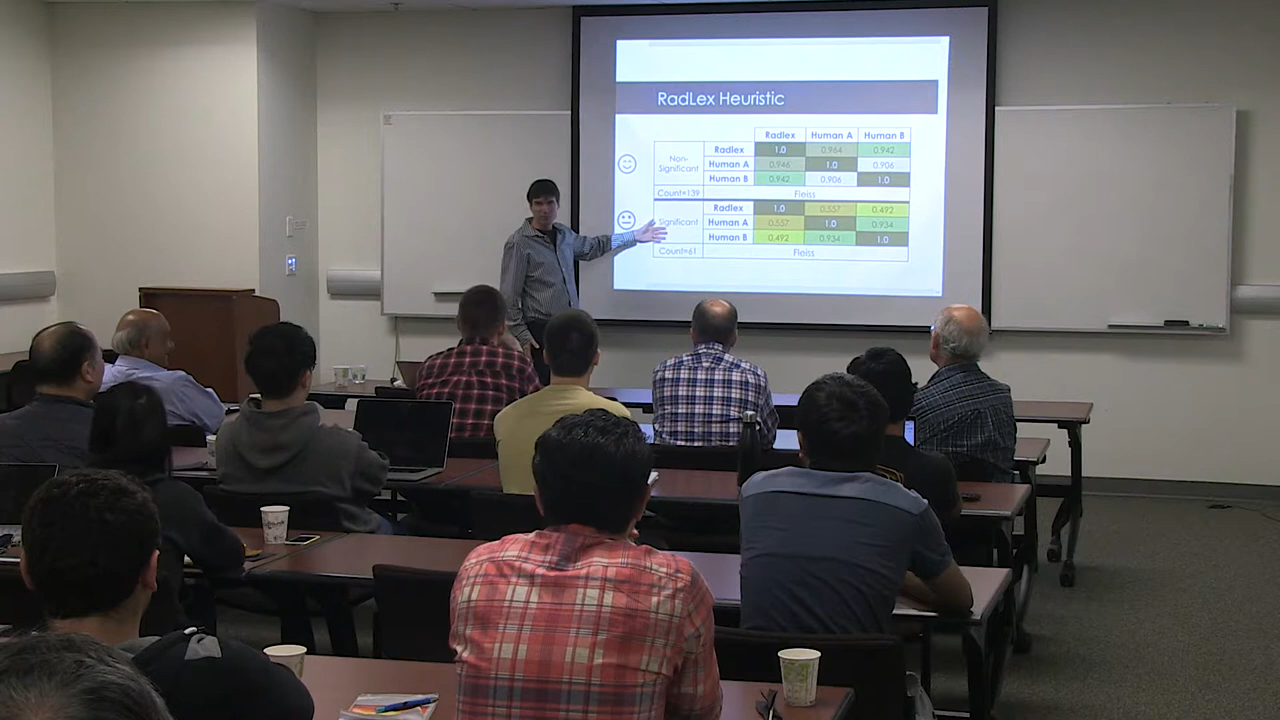 RadLex Heuristic
Radlex Human A Human B
Non-Significant Radlex 1.0 0.964 0.942
Human A 0.946 1.0 0.906
Human B 0.942 0.906 1.0
Count=139 Fleiss
Significant Radlex 1.0 0.557 0.492
Human A 0.557 1.0 0.934
Human B 0.492 0.934 1.0
Count=61 Fleiss